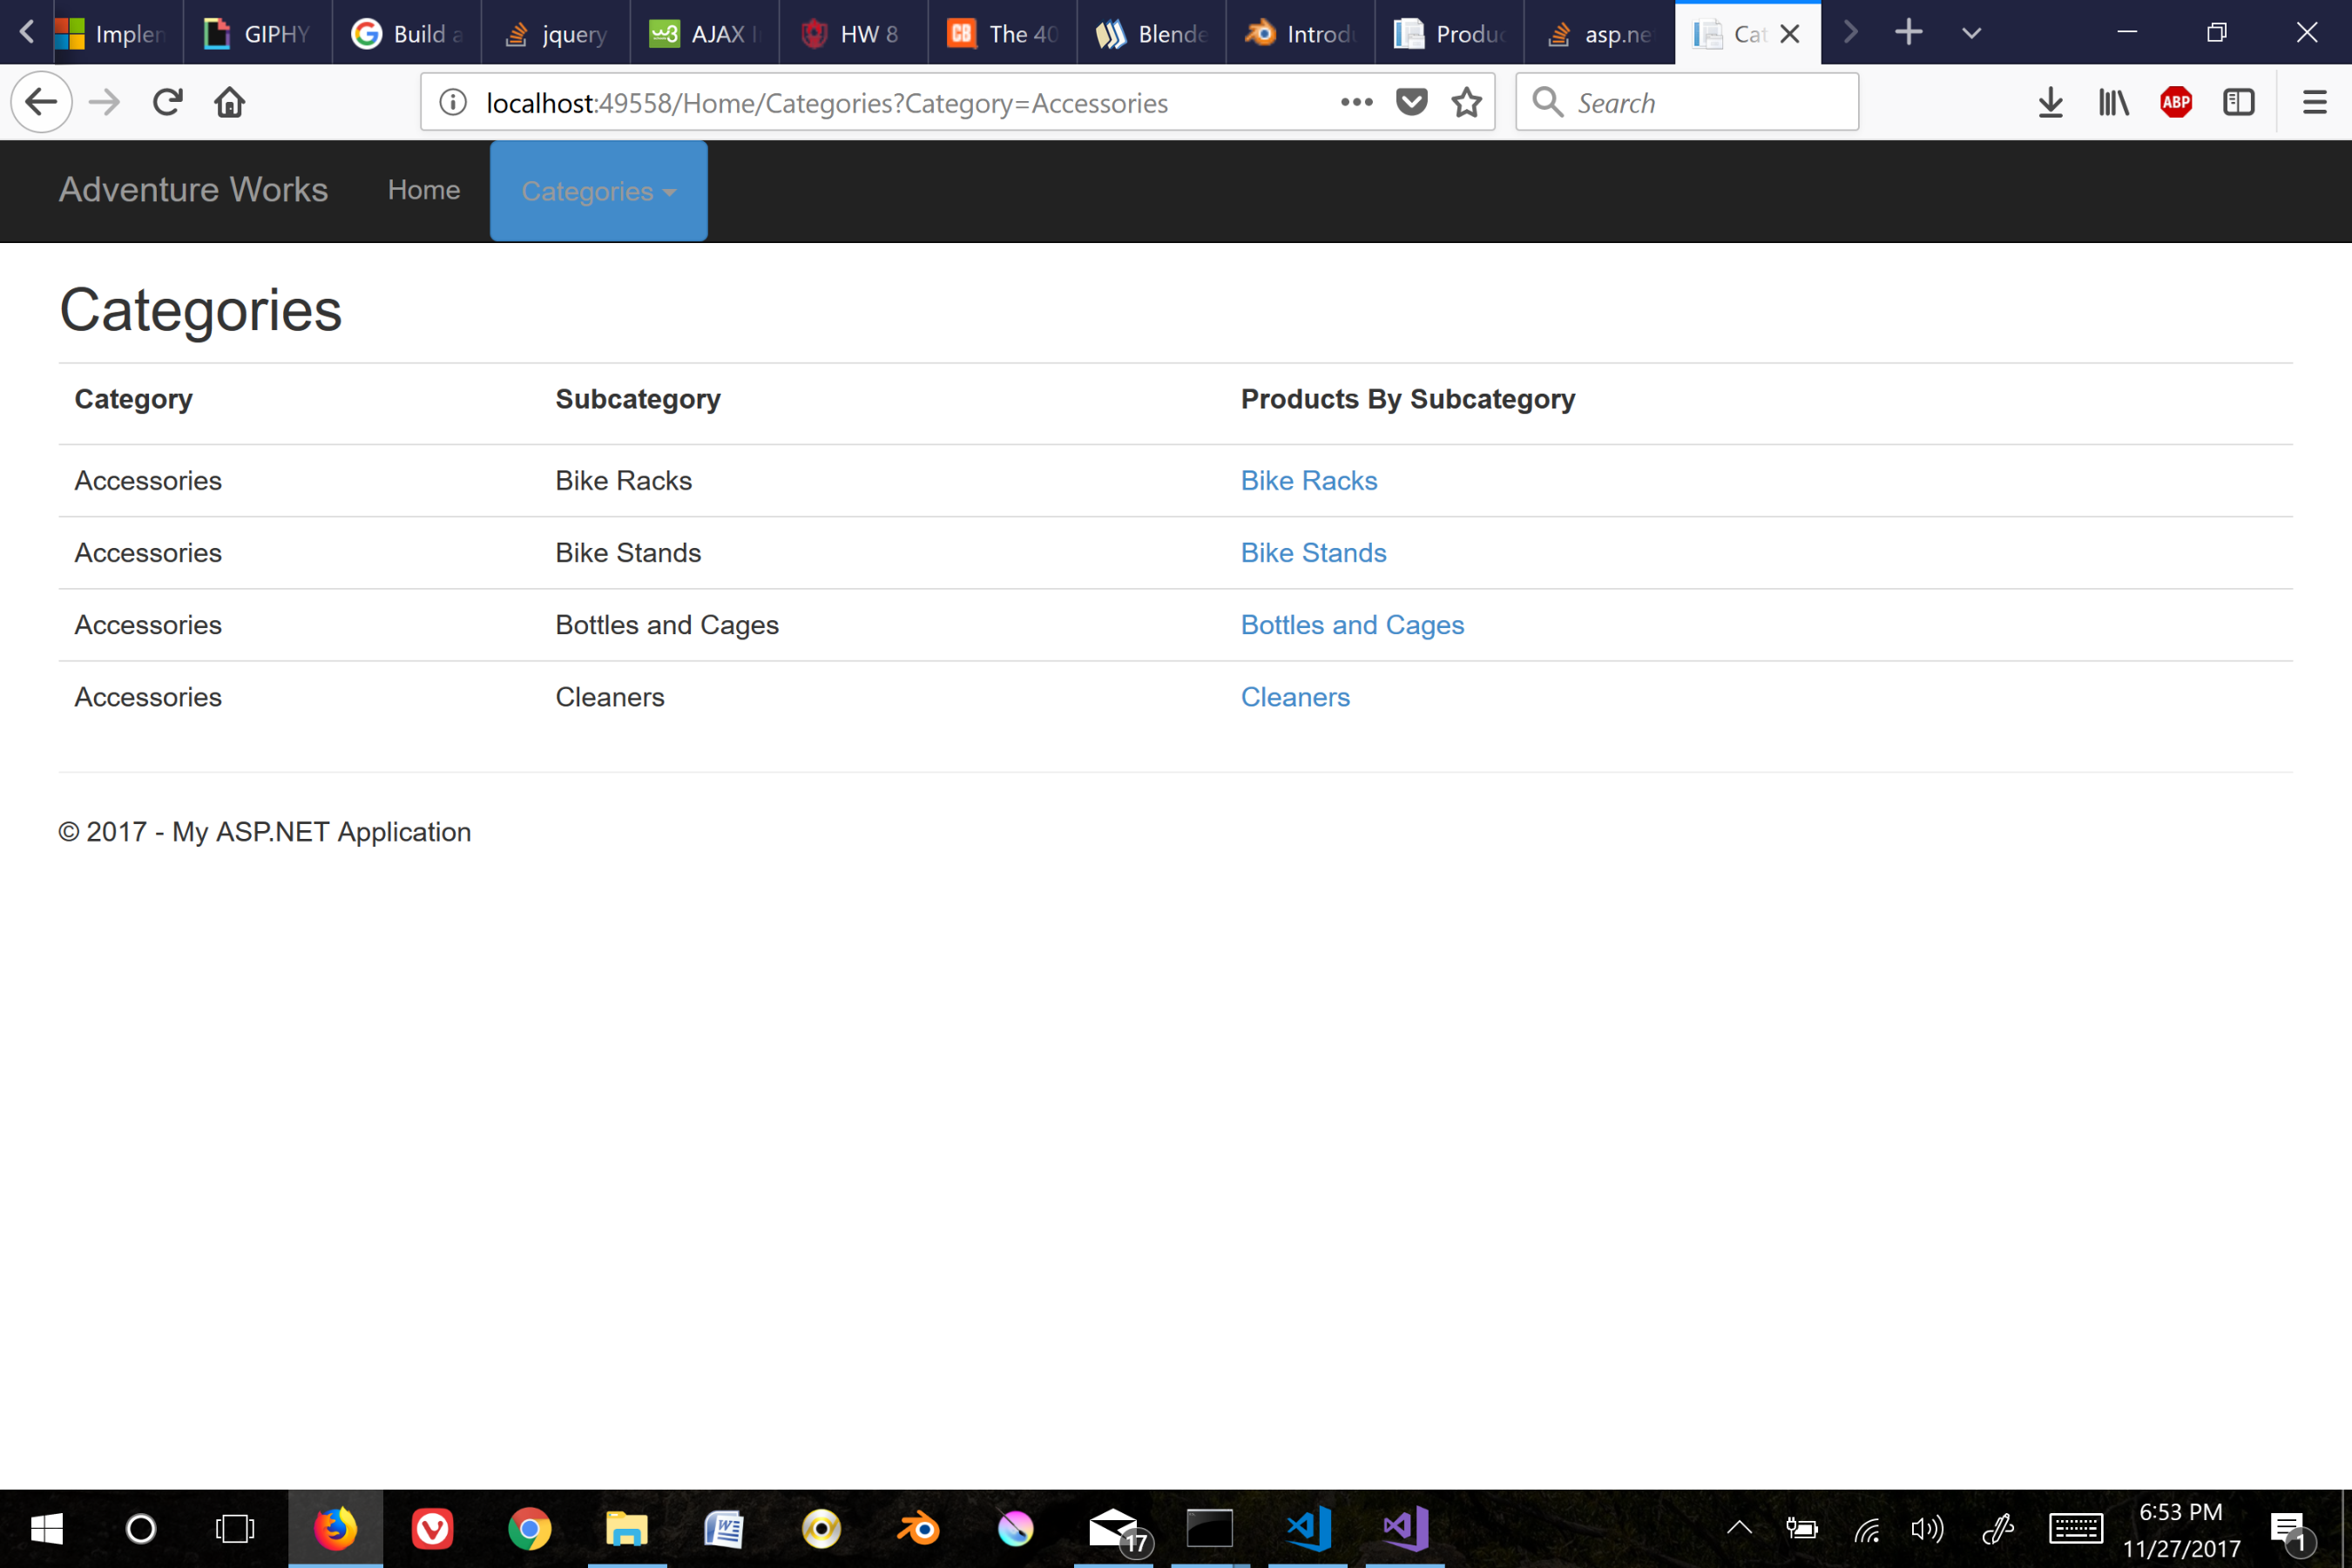 Implem GIPHY Build a jquery AJAX HW 8 CB The 40 Blende Introdu Produc asp.ne Cat
localhost:49558/Home/Categories?Category=Accessories Search ABP
Adventure Works Home Categories
Categories
Category Subcategory Products By Subcategory
Accessories Bike Racks Bike Racks
Accessories Bike Stands Bike Stands
Accessories Bottles and Cages Bottles and Cages
Accessories Cleaners Cleaners
© 2017 - My ASP.NET Application
17
6:53 PM
11/27/2017
1